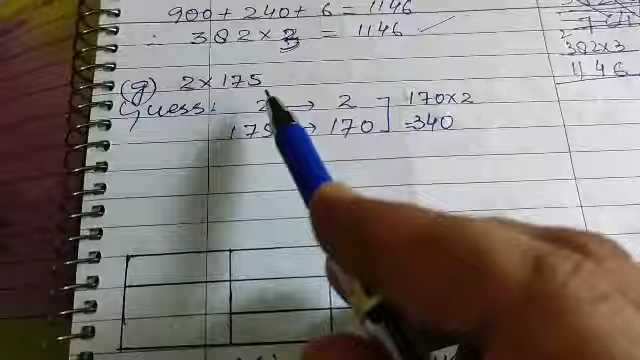 900 + 240 + 6 = 1146
∴ 382 × 3 = 1146 ✓
382×3
1146
(g) 2 × 175
Guess: 2 → 2 ] 170×2
175 → 170 ] =340